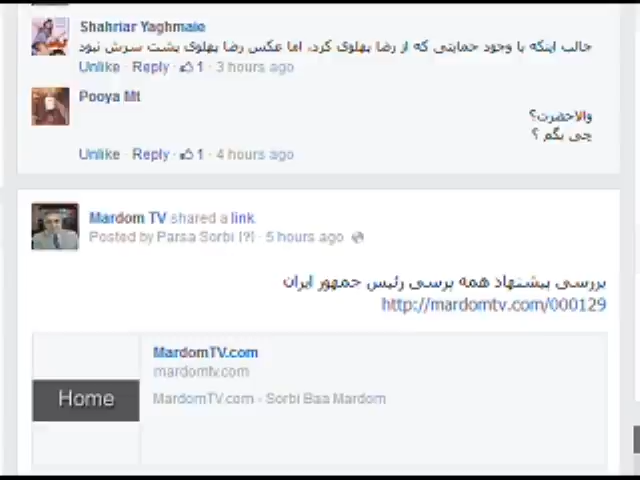 Shahriar Yaghmaie
جالب اینکه با وجود حمایتی که از رضا پهلوی کرد، اما عکس رضا پهلوی پشت سرش نبود
Unlike · Reply · 1 · 3 hours ago
Pooya Mt
والاحضرت؟
چی بگم ؟
Unlike · Reply · 1 · 4 hours ago
Mardom TV shared a link.
Posted by Parsa Sorbi [?] · 5 hours ago
بررسی پیشنهاد همه پرسی رئیس جمهور ایران
http://mardomtv.com/000129
MardomTV.com
mardomtv.com
Home
MardomTV.com - Sorbi Baa Mardom